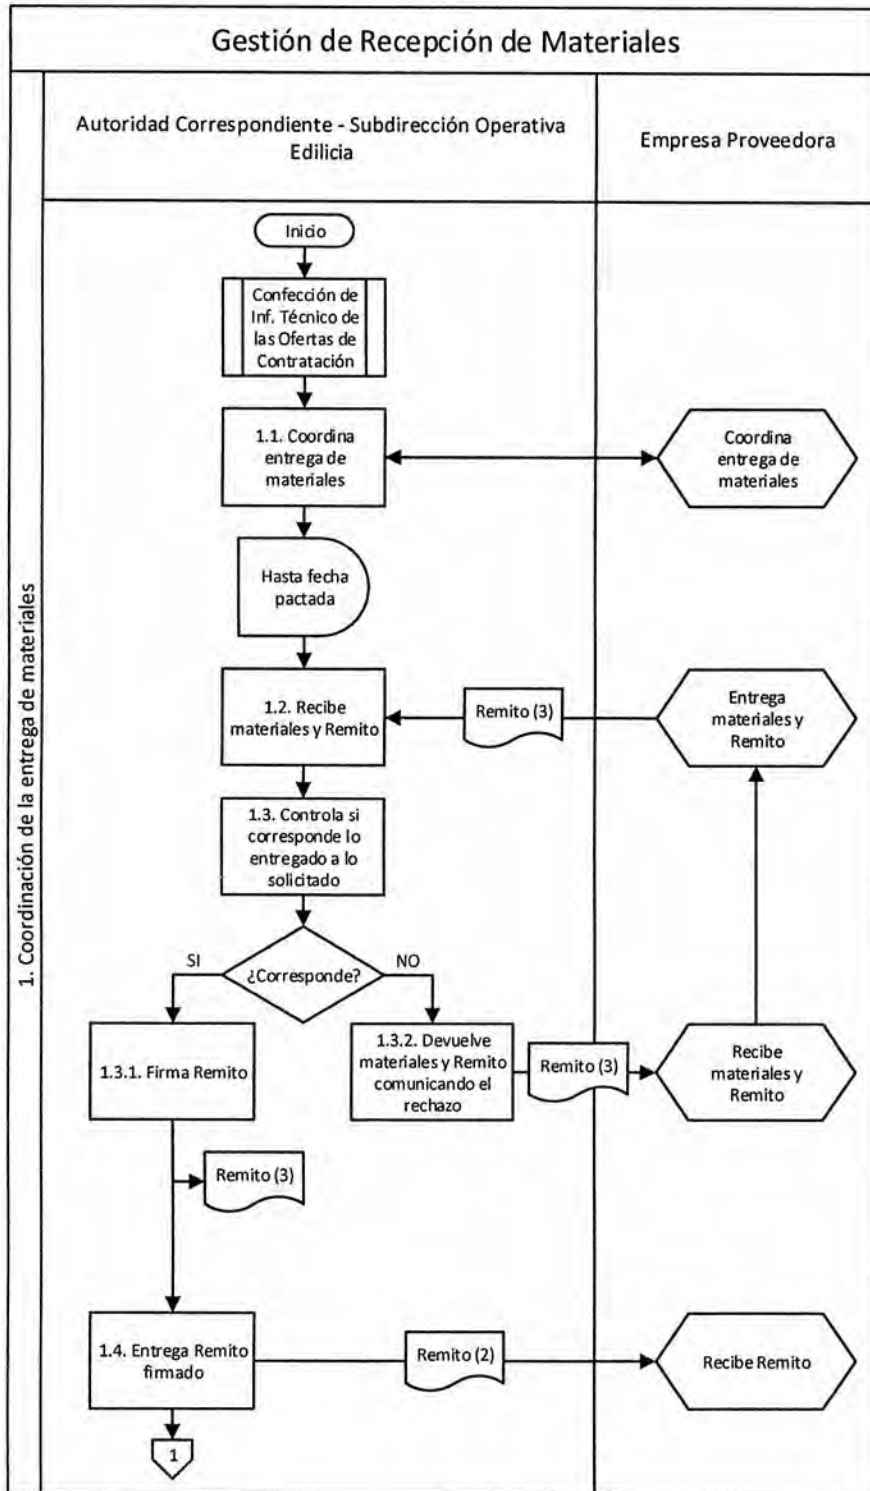 Gestión de Recepción de Materiales
Autoridad Correspondiente - Subdirección Operativa
Edilicia
Empresa Proveedora
1. Coordinación de la entrega de materiales
Inicio
Confección de
Inf. Técnico de
las Ofertas de
Contratación
1.1. Coordina
entrega de
materiales
Coordina
entrega de
materiales
Hasta fecha
pactada
1.2. Recibe
materiales y Remito
Remito (3)
Entrega
materiales y
Remito
1.3. Controla si
corresponde lo
entregado a lo
solicitado
¿Corresponde?
SI
NO
1.3.1. Firma Remito
1.3.2. Devuelve
materiales y Remito
comunicando el
rechazo
Remito (3)
Recibe
materiales y
Remito
Remito (3)
1.4. Entrega Remito
firmado
Remito (2)
Recibe Remito
1